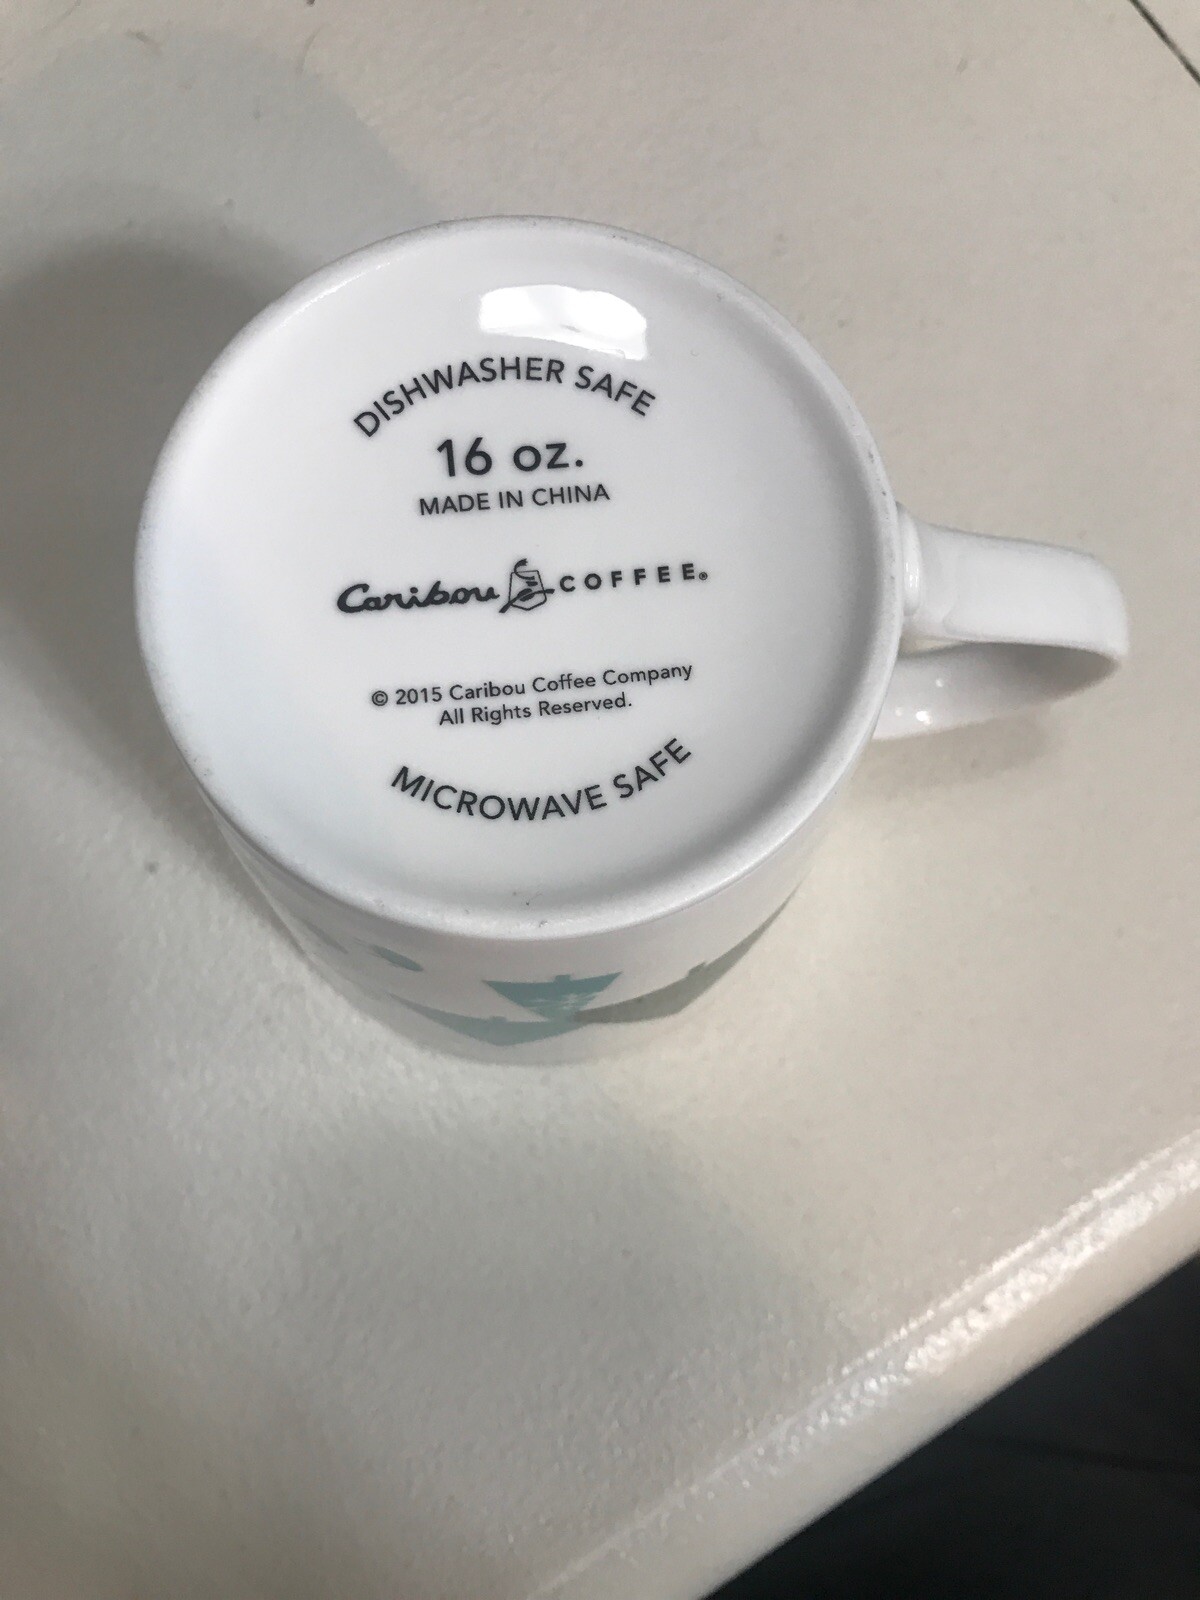 DISHWASHER SAFE
16 oz.
MADE IN CHINA
Caribou COFFEE®
© 2015 Caribou Coffee Company
All Rights Reserved.
MICROWAVE SAFE